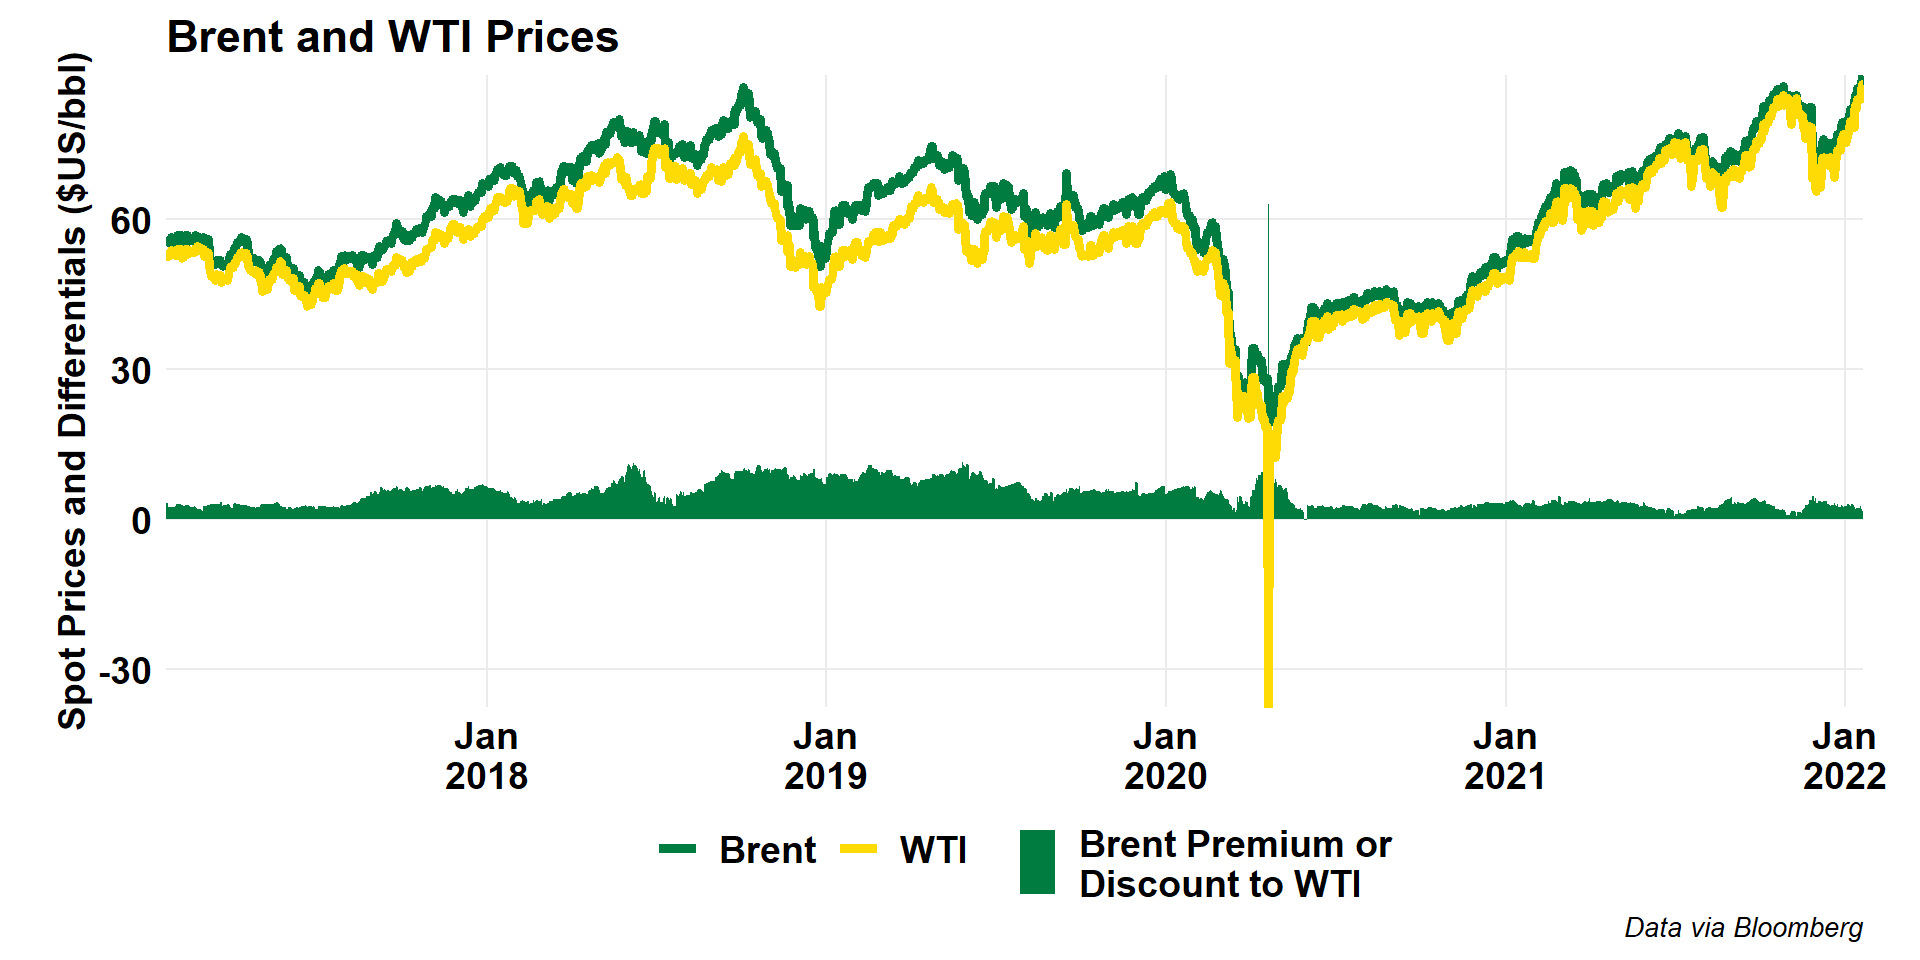 Brent and WTI Prices
Spot Prices and Differentials ($US/bbl)
60
30
0
-30
Jan
2018
Jan
2019
Jan
2020
Jan
2021
Jan
2022
Brent
WTI
Brent Premium or
Discount to WTI
Data via Bloomberg